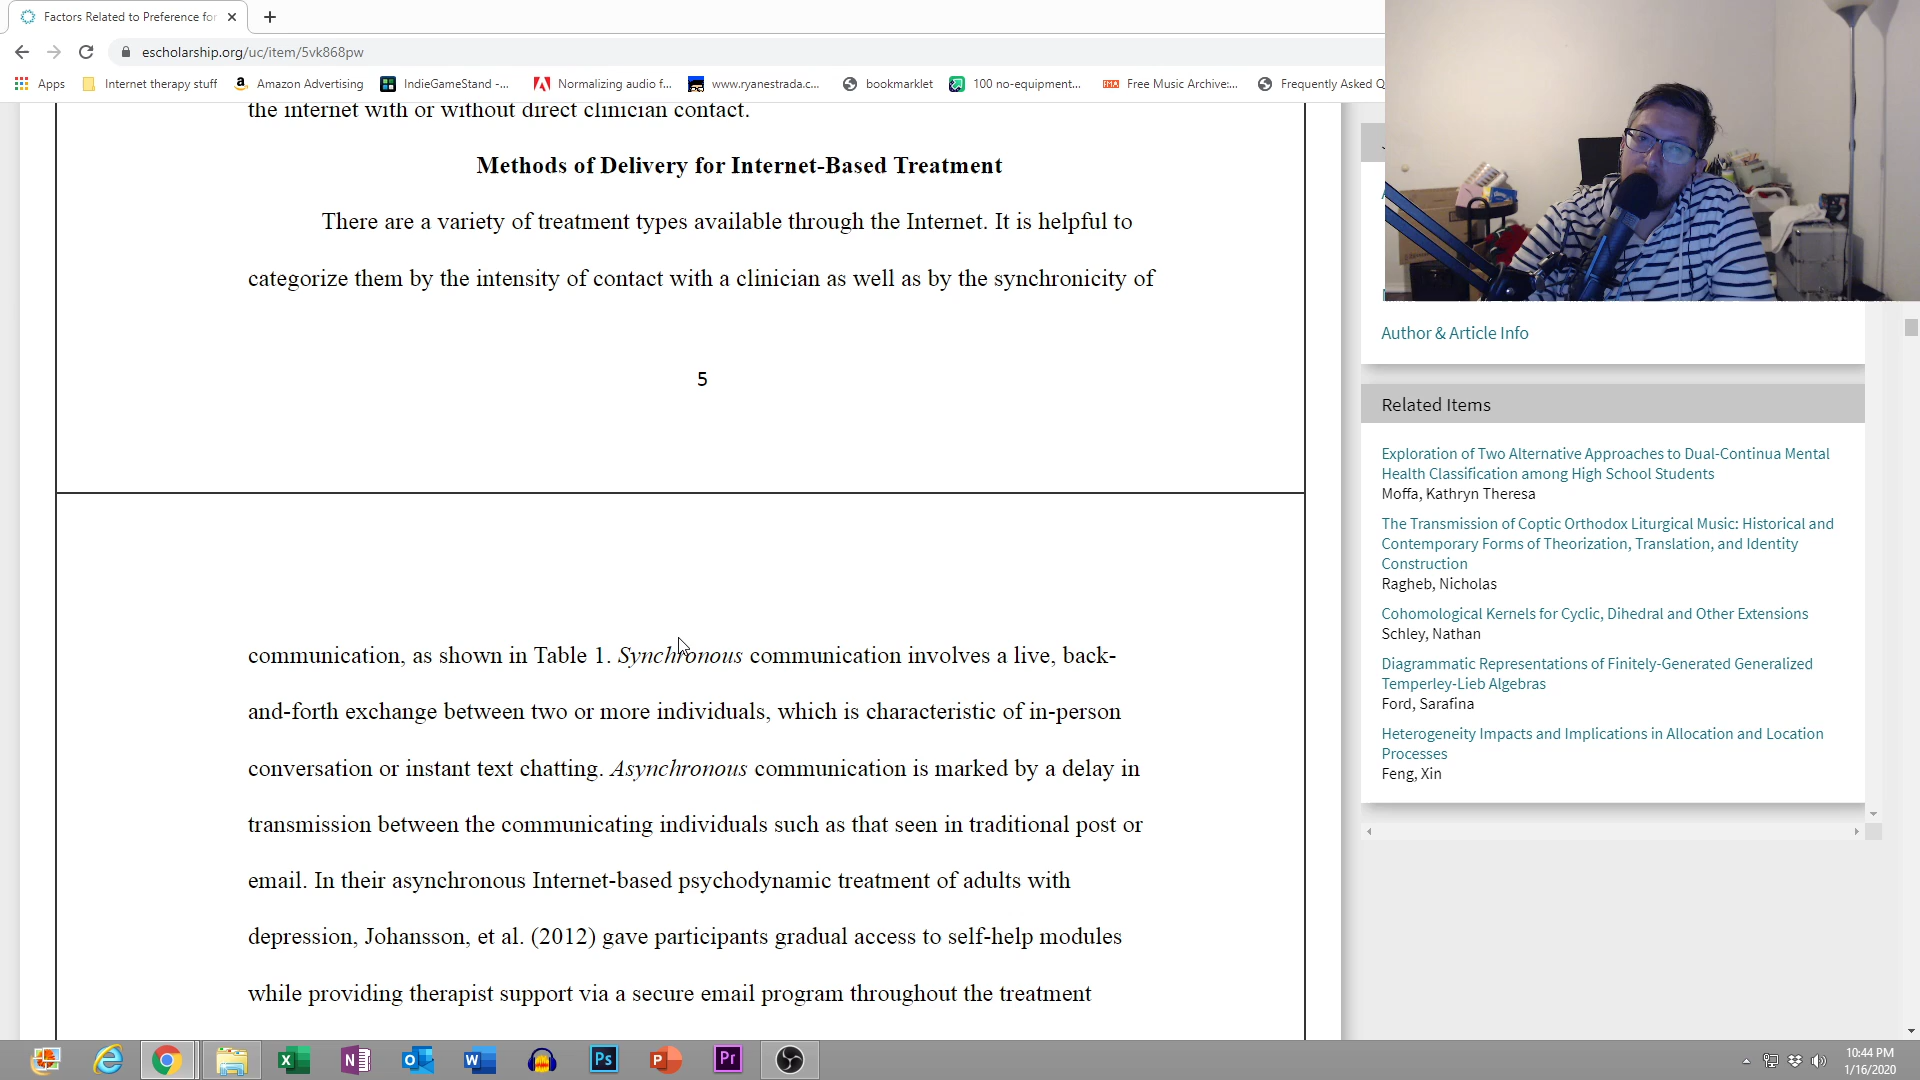 Factors Related to Preference for
escholarship.org/uc/item/5vk868pw
Apps
Internet therapy stuff
Amazon Advertising
IndieGameStand -...
Normalizing audio f...
www.ryanestrada.c...
bookmarklet
100 no-equipment...
Free Music Archive:...
Frequently Asked Q
the internet with or without direct clinician contact.
Methods of Delivery for Internet-Based Treatment
There are a variety of treatment types available through the Internet. It is helpful to
categorize them by the intensity of contact with a clinician as well as by the synchronicity of
5
communication, as shown in Table 1. Synchronous communication involves a live, back-
and-forth exchange between two or more individuals, which is characteristic of in-person
conversation or instant text chatting. Asynchronous communication is marked by a delay in
transmission between the communicating individuals such as that seen in traditional post or
email. In their asynchronous Internet-based psychodynamic treatment of adults with
depression, Johansson, et al. (2012) gave participants gradual access to self-help modules
while providing therapist support via a secure email program throughout the treatment
Author & Article Info
Related Items
Exploration of Two Alternative Approaches to Dual-Continua Mental
Health Classification among High School Students
Moffa, Kathryn Theresa
The Transmission of Coptic Orthodox Liturgical Music: Historical and
Contemporary Forms of Theorization, Translation, and Identity
Construction
Ragheb, Nicholas
Cohomological Kernels for Cyclic, Dihedral and Other Extensions
Schley, Nathan
Diagrammatic Representations of Finitely-Generated Generalized
Temperley-Lieb Algebras
Ford, Sarafina
Heterogeneity Impacts and Implications in Allocation and Location
Processes
Feng, Xin
Ps
Pr
10:44 PM
1/16/2020